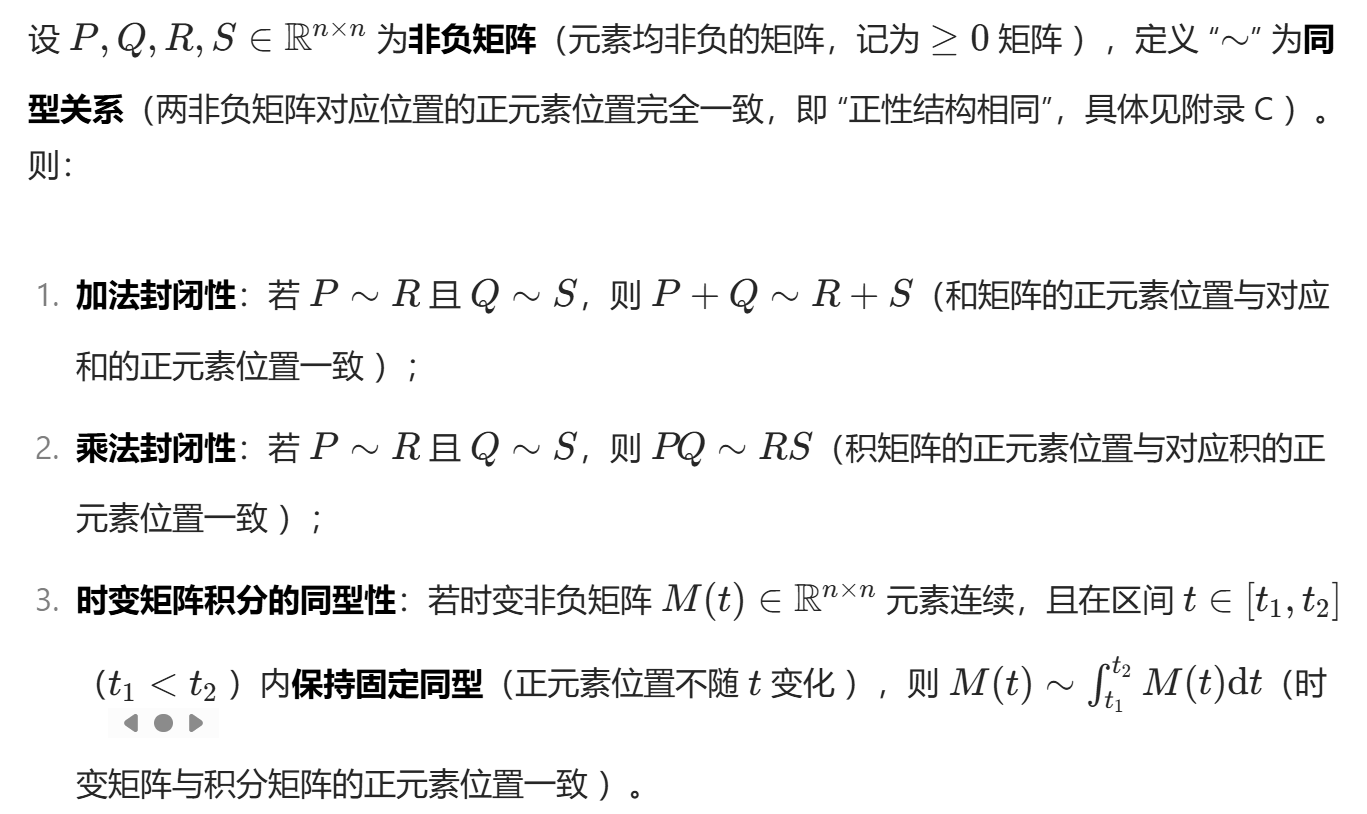 设 $P, Q, R, S \in \mathbb{R}^{n \times n}$ 为非负矩阵（元素均非负的矩阵，记为 $\geq 0$ 矩阵 ），定义 “$\sim$” 为同
型关系（两非负矩阵对应位置的正元素位置完全一致，即 “正性结构相同”，具体见附录 C ）。
则：
1. 加法封闭性：若 $P \sim R$ 且 $Q \sim S$，则 $P + Q \sim R + S$（和矩阵的正元素位置与对应
和的正元素位置一致 ）；
2. 乘法封闭性：若 $P \sim R$ 且 $Q \sim S$，则 $PQ \sim RS$（积矩阵的正元素位置与对应积的正
元素位置一致 ）；
3. 时变矩阵积分的同型性：若时变非负矩阵 $M(t) \in \mathbb{R}^{n \times n}$ 元素连续，且在区间 $t \in [t_1, t_2]$
（$t_1 < t_2$ ）内保持固定同型（正元素位置不随 $t$ 变化 ），则 $M(t) \sim \int_{t_1}^{t_2} M(t)\mathrm{d}t$（时
变矩阵与积分矩阵的正元素位置一致 ）。